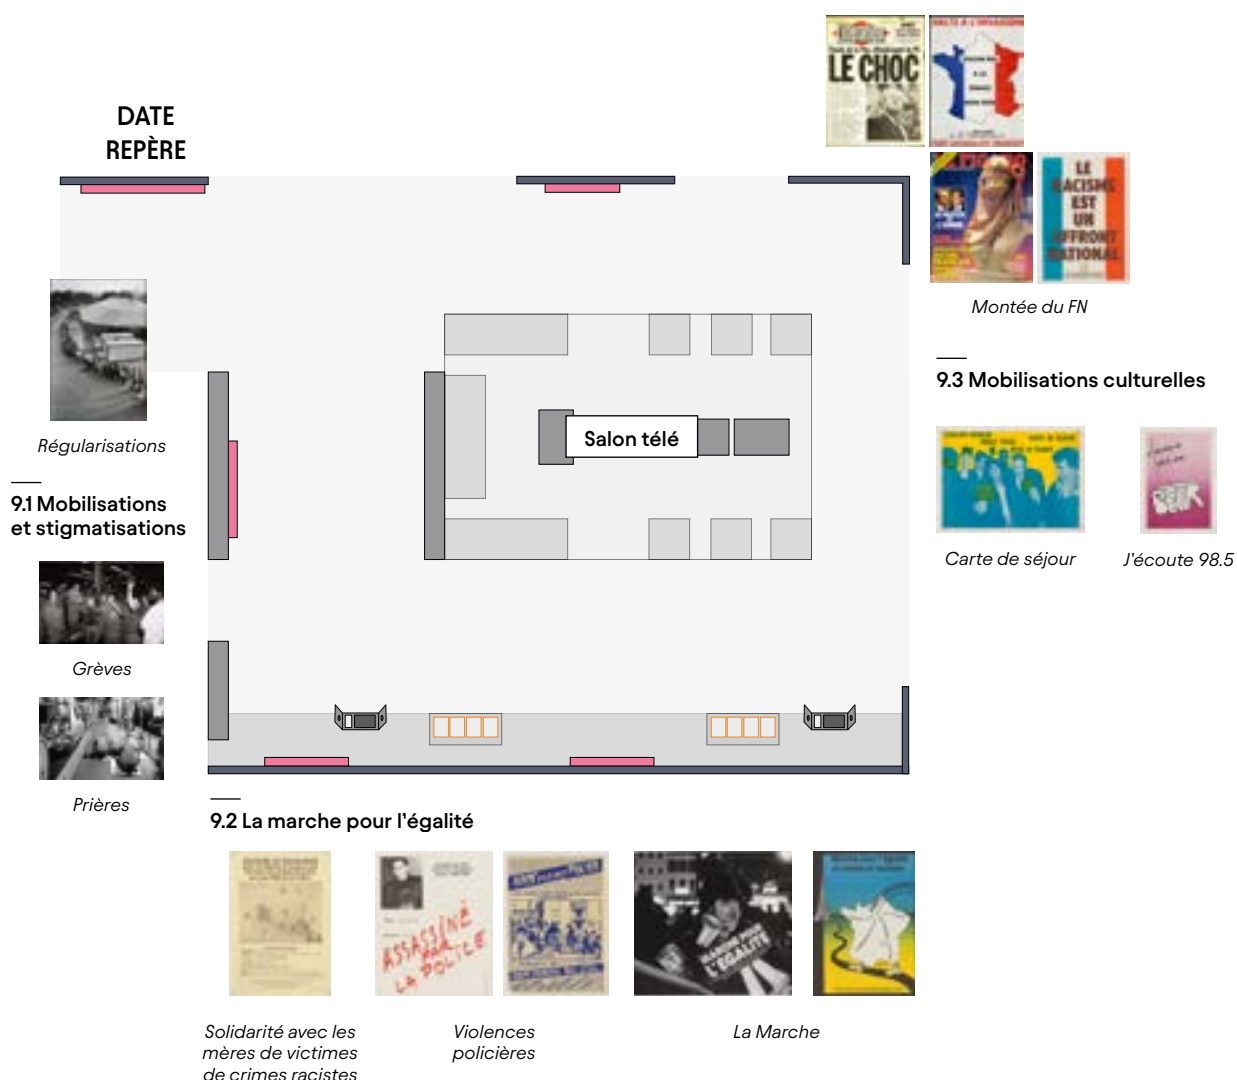 DATE
REPÈRE
LE CHOC
HALTE À L'INVASION
LE
RACISME
EST
UN
AFFRONT
NATIONAL
Montée du FN
Régularisations
9.1 Mobilisations
et stigmatisations
Grèves
Prières
Salon télé
9.3 Mobilisations culturelles
BEUR
Carte de séjour
J'écoute 98.5
9.2 La marche pour l'égalité
ASSASSINÉ
PAR
LA POLICE
MARCHE POUR
L'ÉGALITÉ
Solidarité avec les
mères de victimes
de crimes racistes
Violences
policières
La Marche